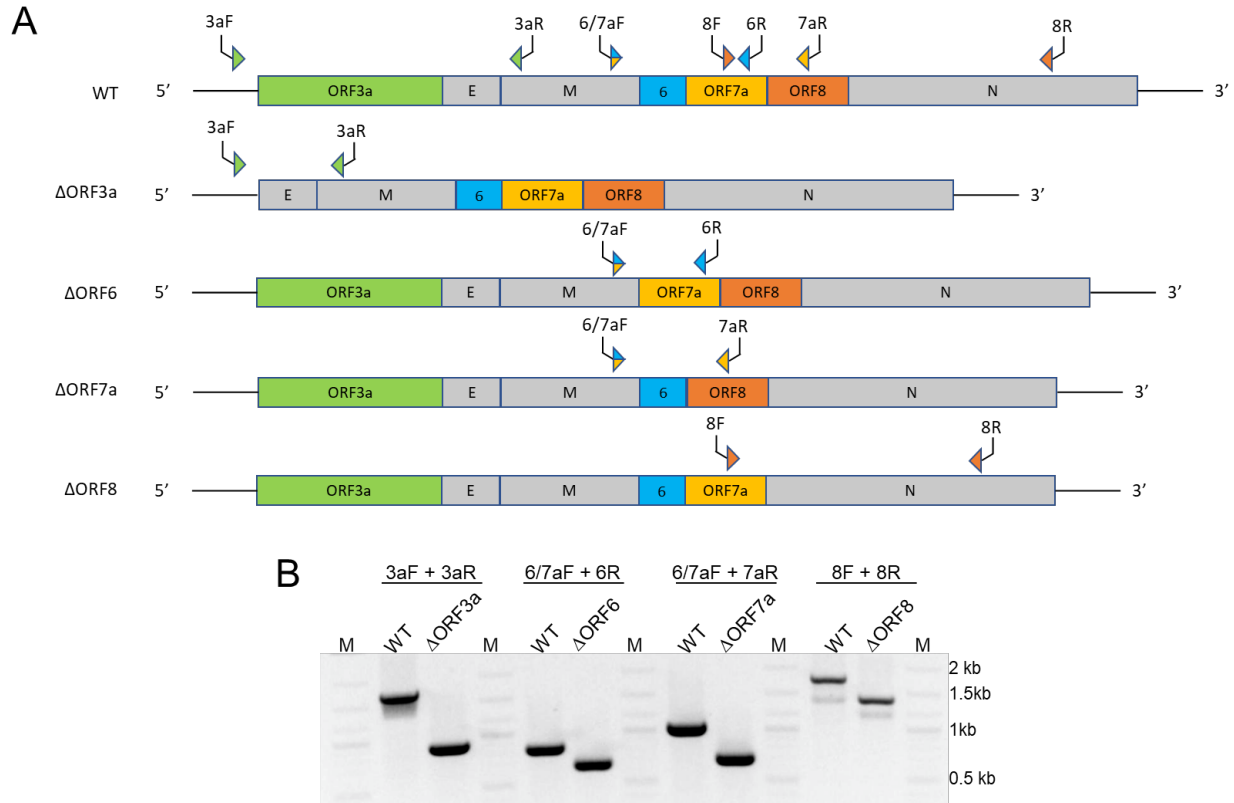 A
3aF 3aR 6/7aF 8F 6R 7aR 8R
WT 5’ ORF3a E M 6 ORF7a ORF8 N 3’
3aF 3aR
ΔORF3a 5’ E M 6 ORF7a ORF8 N 3’
6/7aF 6R
ΔORF6 5’ ORF3a E M ORF7a ORF8 N 3’
6/7aF 7aR
ΔORF7a 5’ ORF3a E M 6 ORF8 N 3’
8F 8R
ΔORF8 5’ ORF3a E M 6 ORF7a N 3’
B
3aF + 3aR 6/7aF + 6R 6/7aF + 7aR 8F + 8R
M WT ΔORF3a M WT ΔORF6 M WT ΔORF7a M WT ΔORF8 M
2 kb
1.5kb
1kb
0.5 kb